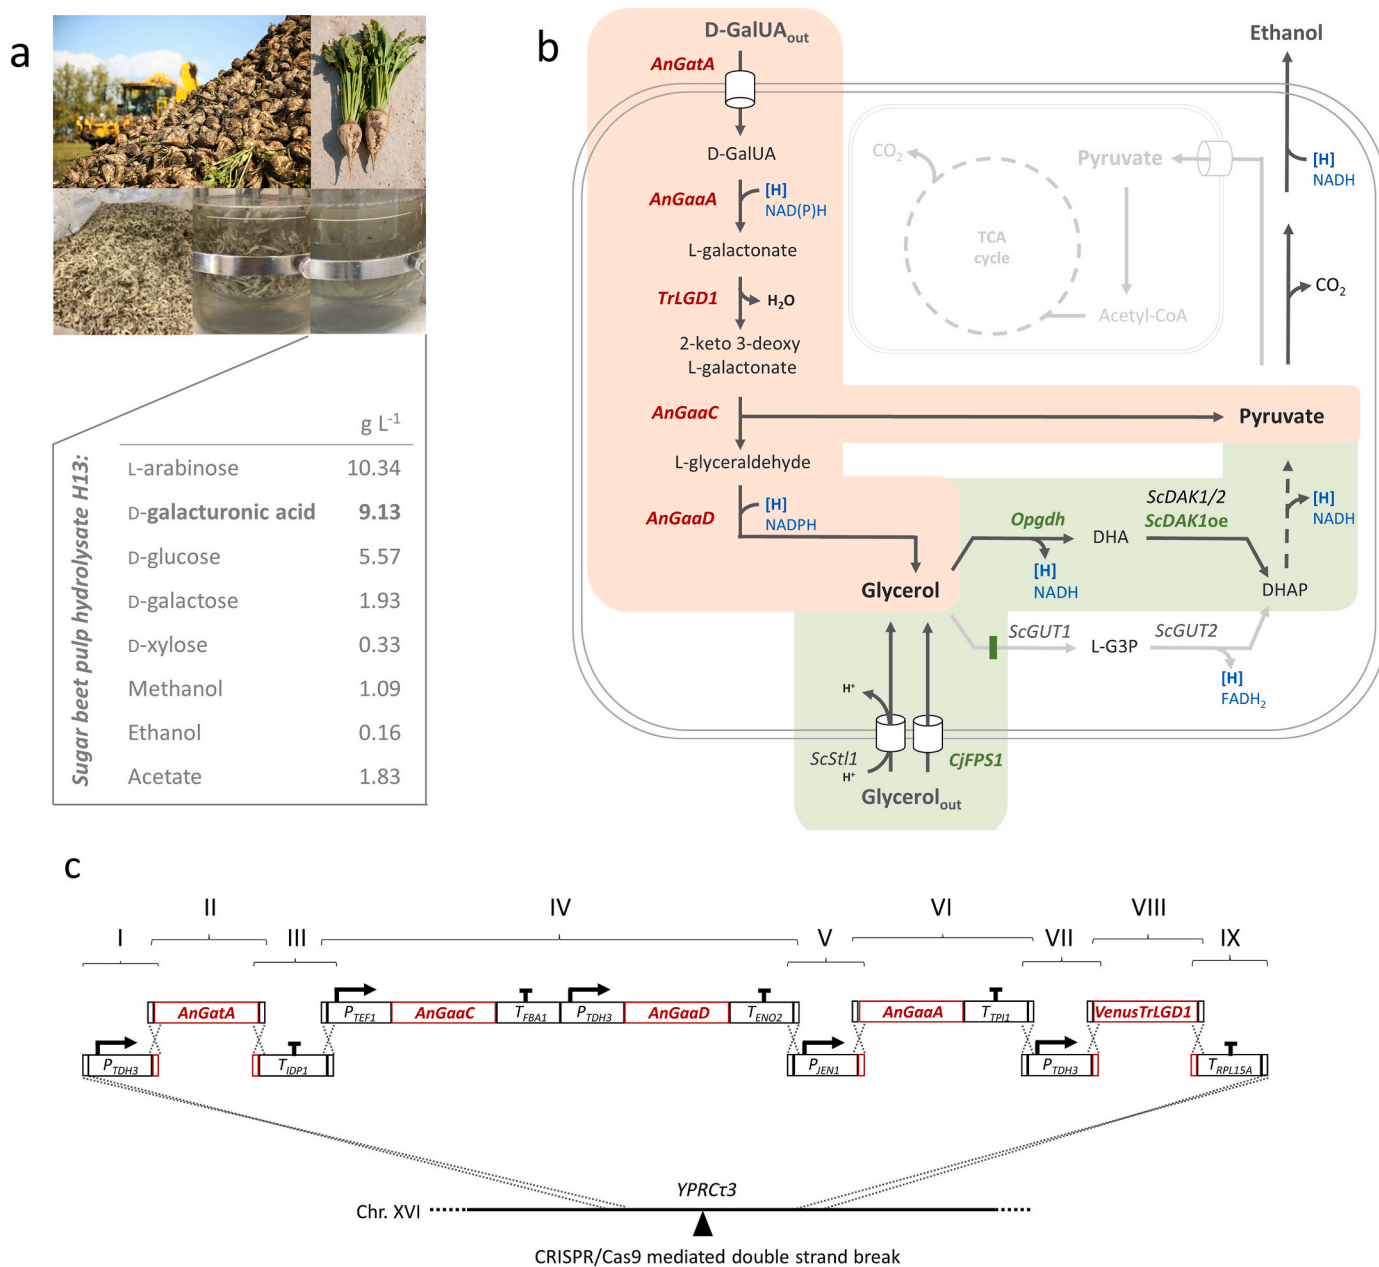 a
Sugar beet pulp hydrolysate H13:
g L-1
L-arabinose 10.34
D-galacturonic acid 9.13
D-glucose 5.57
D-galactose 1.93
D-xylose 0.33
Methanol 1.09
Ethanol 0.16
Acetate 1.83
b
D-GalUAout
AnGatA
D-GalUA
AnGaaA
[H]
NAD(P)H
L-galactonate
TrLGD1
H2O
2-keto 3-deoxy
L-galactonate
AnGaaC
L-glyceraldehyde
AnGaaD
[H]
NADPH
Glycerol
Ethanol
[H]
NADH
CO2
Pyruvate
CO2
TCA
cycle
Pyruvate
Acetyl-CoA
Opgdh
[H]
NADH
DHA
ScDAK1/2
ScDAK1oe
[H]
NADH
DHAP
ScGUT1
L-G3P
ScGUT2
[H]
FADH2
H+
ScStl1
H+
CjFPS1
Glycerolout
c
I
II
III
IV
V
VI
VII
VIII
IX
AnGatA
PTEF1
AnGaaC
TFBA1
PTDH3
AnGaaD
TENO2
AnGaaA
TTPI1
VenusTrLGD1
PTDH3
TIDP1
PJEN1
PTDH3
TRPL15A
YPRCτ3
Chr. XVI
CRISPR/Cas9 mediated double strand break